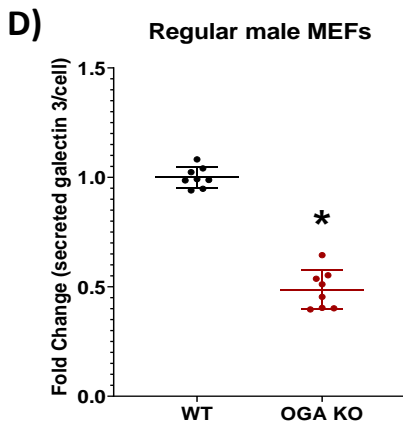 D)
Regular male MEFs
Fold Change (secreted galectin 3/cell)
1.5
1.0
0.5
0.0
*
WT
OGA KO